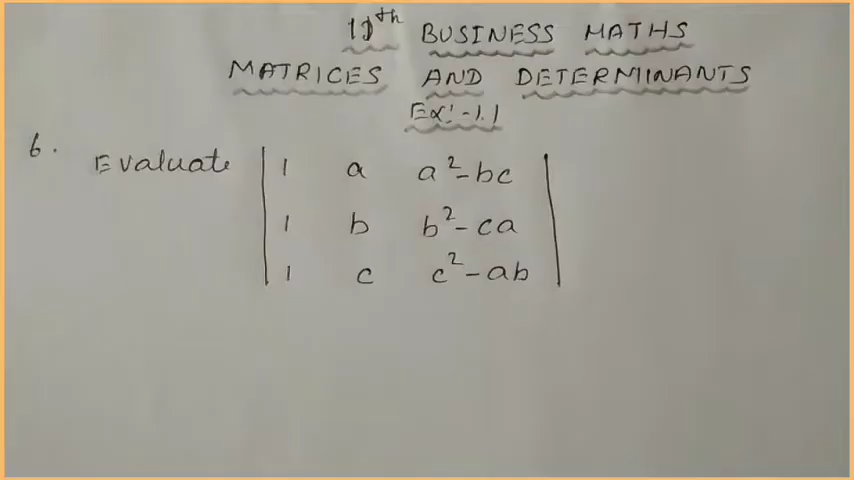 11th BUSINESS MATHS
MATRICES AND DETERMINANTS
Ex:-1.1
6. Evaluate | 1 a a²-bc |
| 1 b b²-ca |
| 1 c c²-ab |